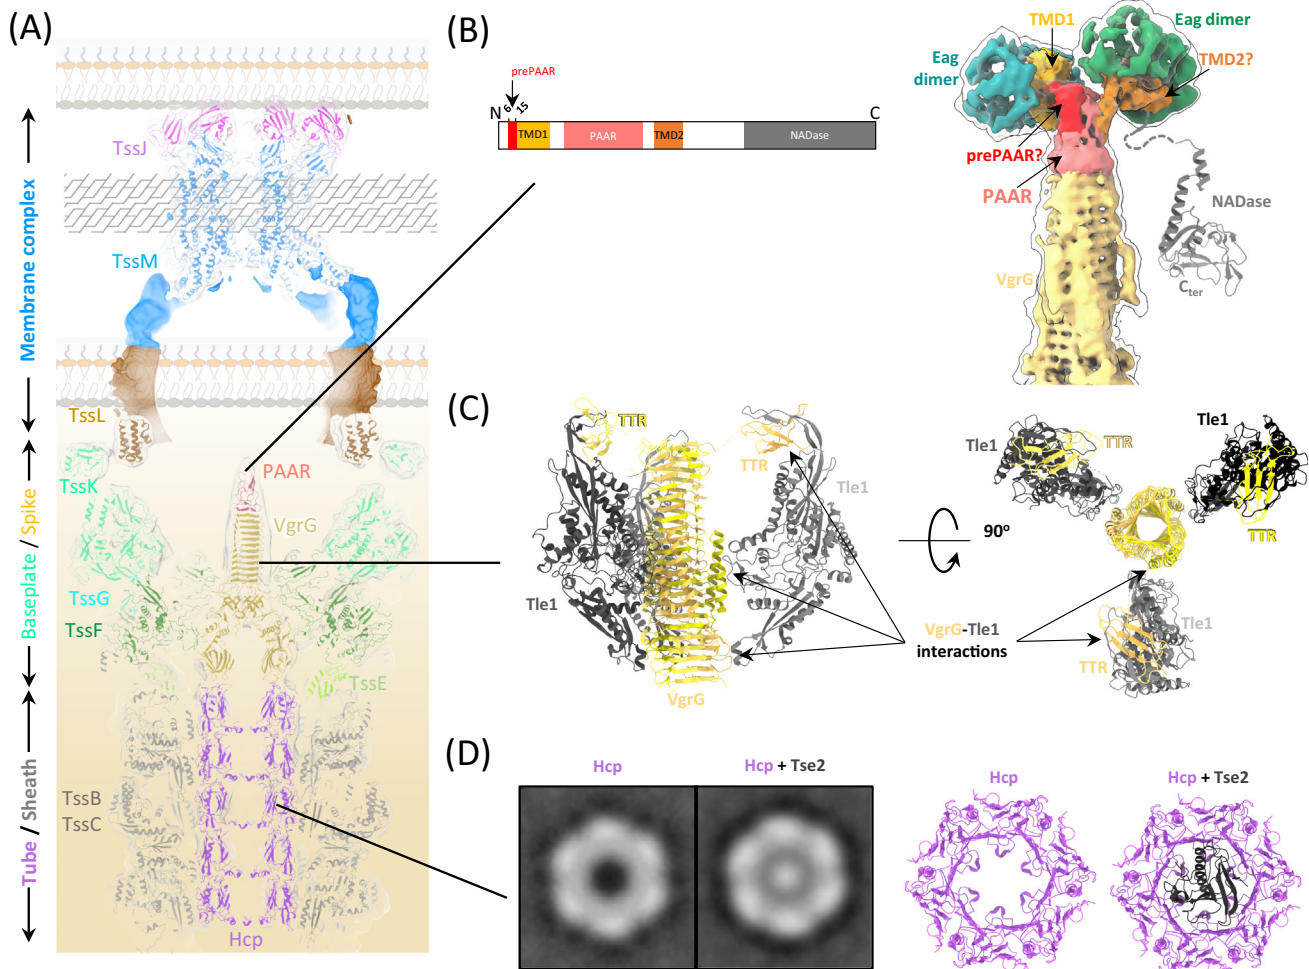 (A)
TssJ
TssM
TssL
PAAR
TssK
VgrG
TssG
TssF
TssE
TssB
TssC
Hcp
Membrane complex
Baseplate / Spike
Tube / Sheath
(B)
prePAAR
6
15
N
C
TMD1
PAAR
TMD2
NADase
TMD1
Eag dimer
Eag
dimer
TMD2?
prePAAR?
PAAR
NADase
VgrG
Cter
(C)
TTR
TTR
Tle1
Tle1
VgrG
90º
Tle1
TTR
Tle1
TTR
VgrG-Tle1
interactions
Tle1
TTR
(D)
Hcp
Hcp + Tse2
Hcp
Hcp + Tse2